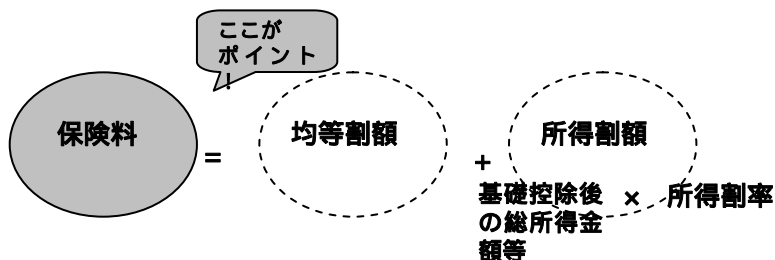 ここが
ポイント
!
保険料
=
均等割額
+
所得割額
基礎控除後
の総所得金
額等
×
所得割率